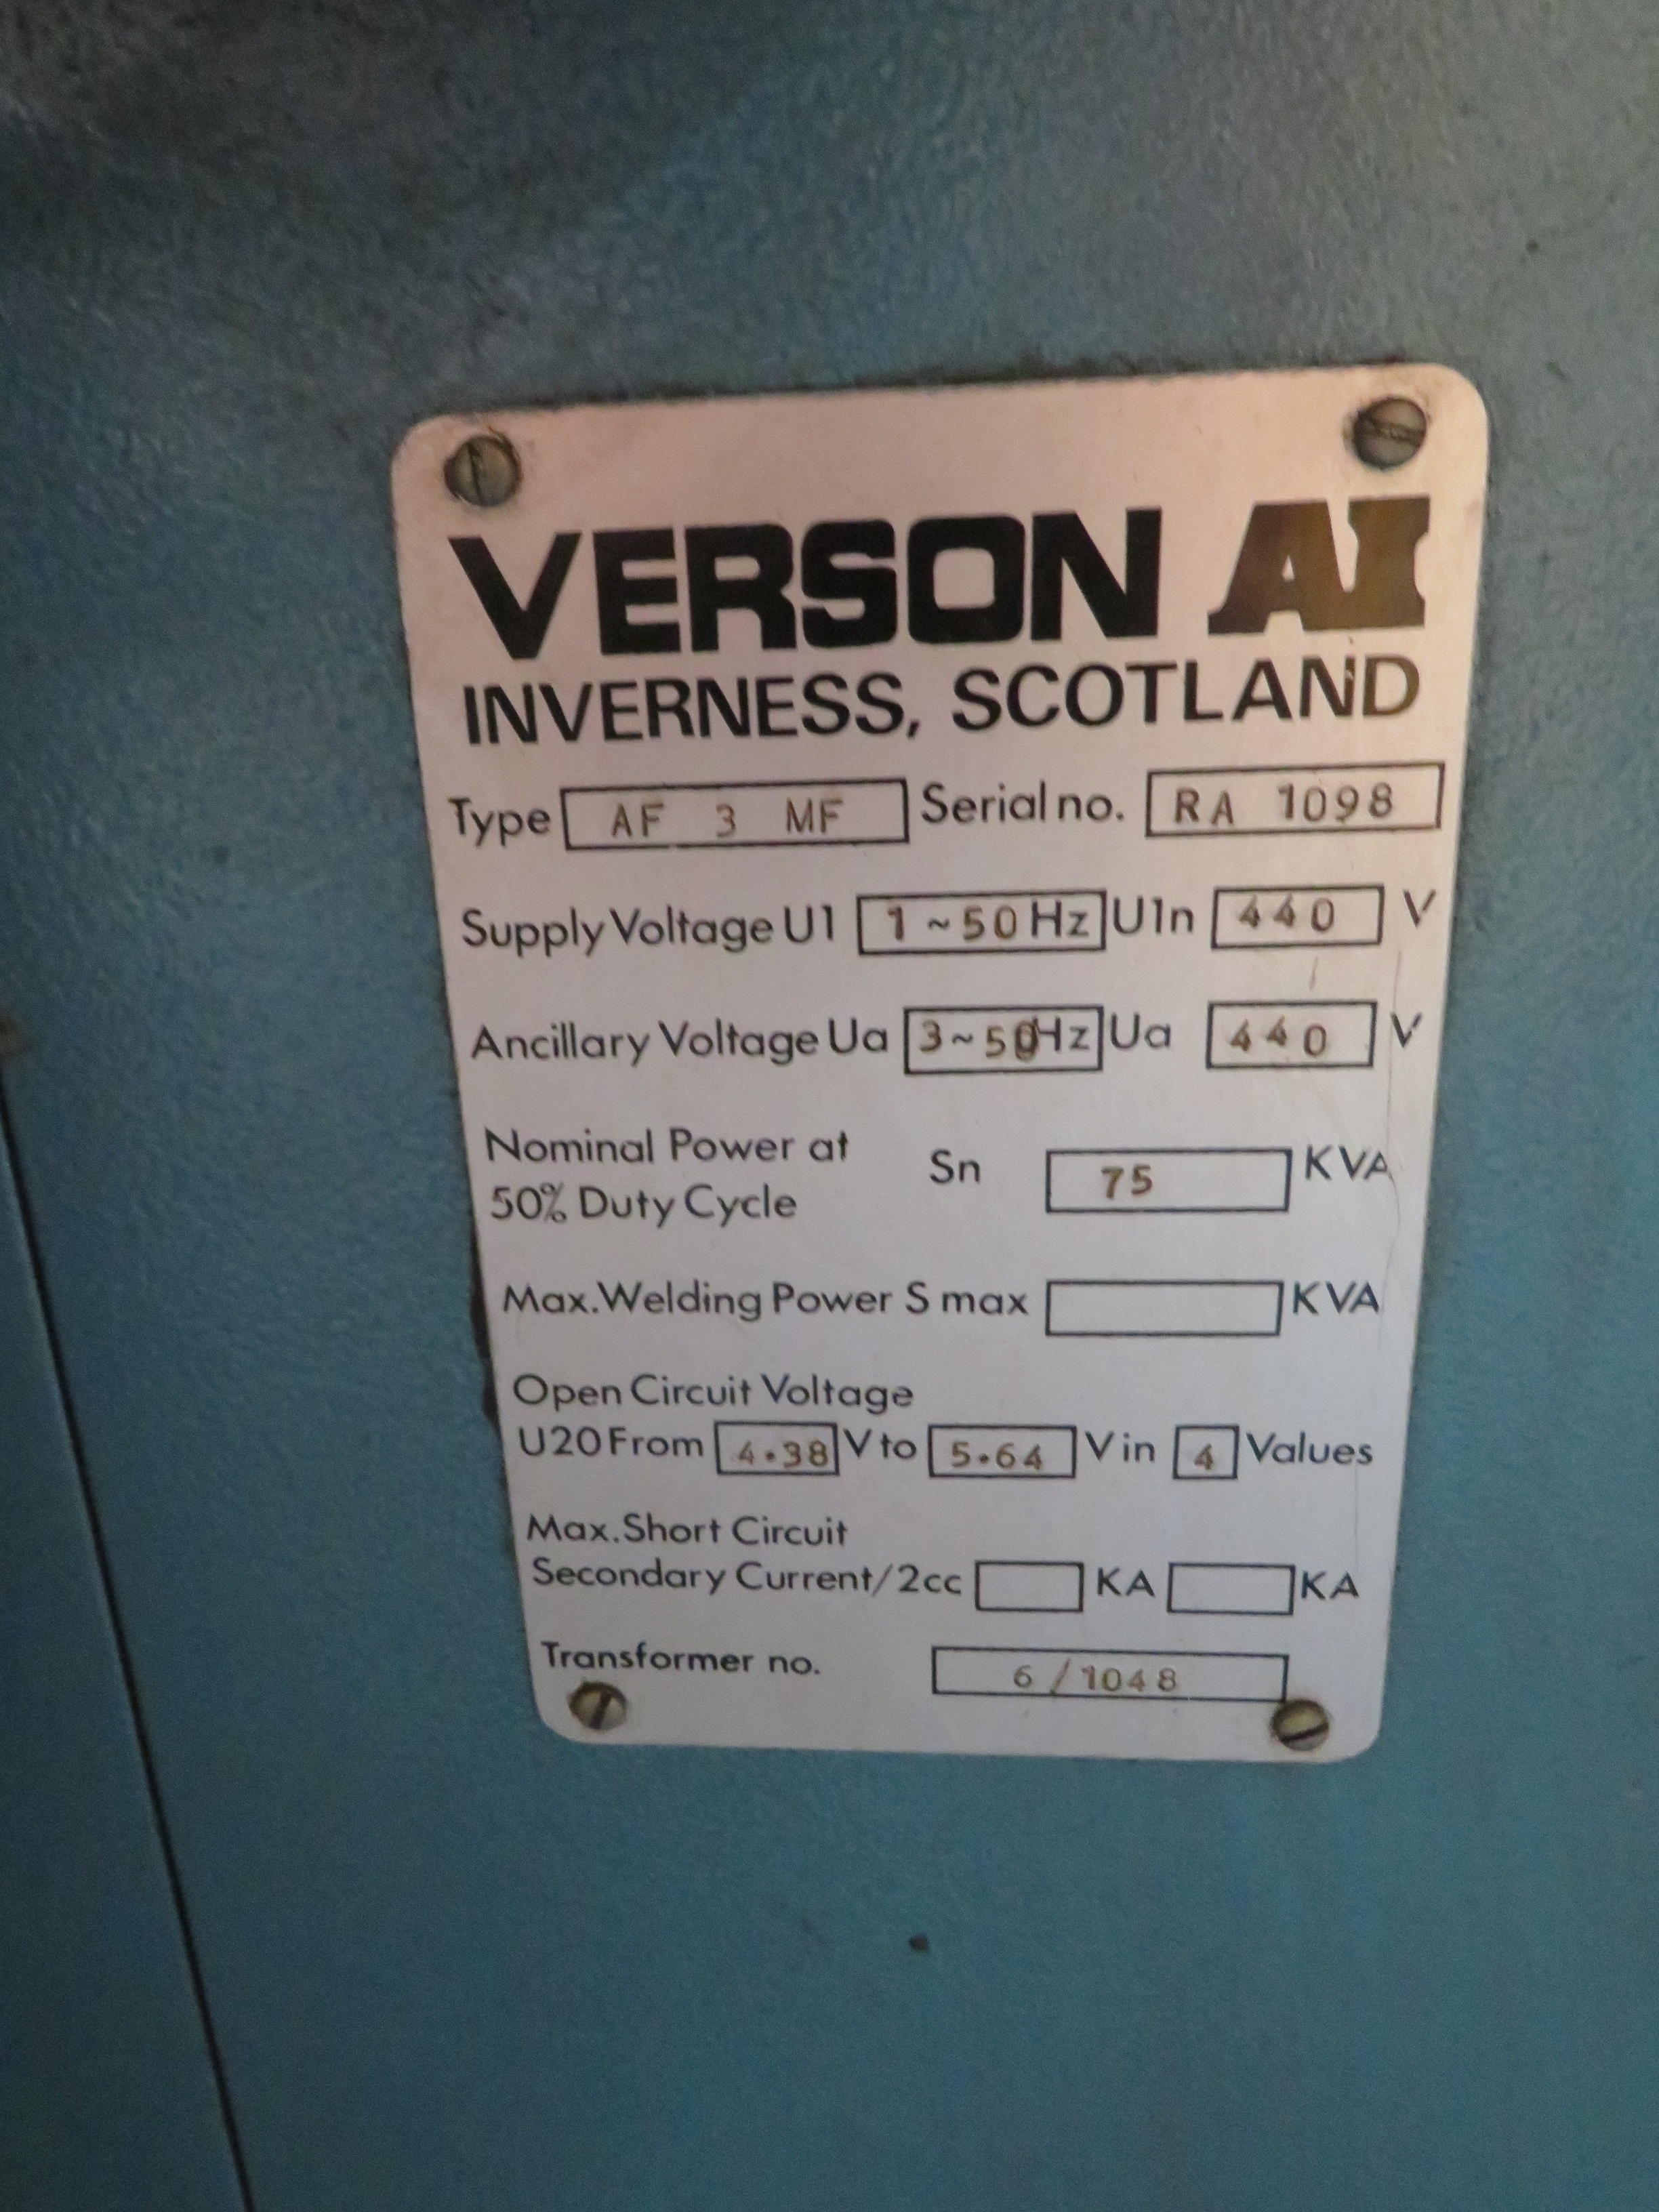 VERSON AI
INVERNESS, SCOTLAND
Type AF 3 MF Serial no. RA 1098
Supply Voltage U1 1~50 Hz U1n 440 V
Ancillary Voltage Ua 3~50Hz Ua 440 V
Nominal Power at
50% Duty Cycle Sn 75 KVA
Max. Welding Power S max KVA
Open Circuit Voltage
U20 From 4.38 V to 5.64 V in 4 Values
Max. Short Circuit
Secondary Current/2cc KA KA
Transformer no. 6/1048